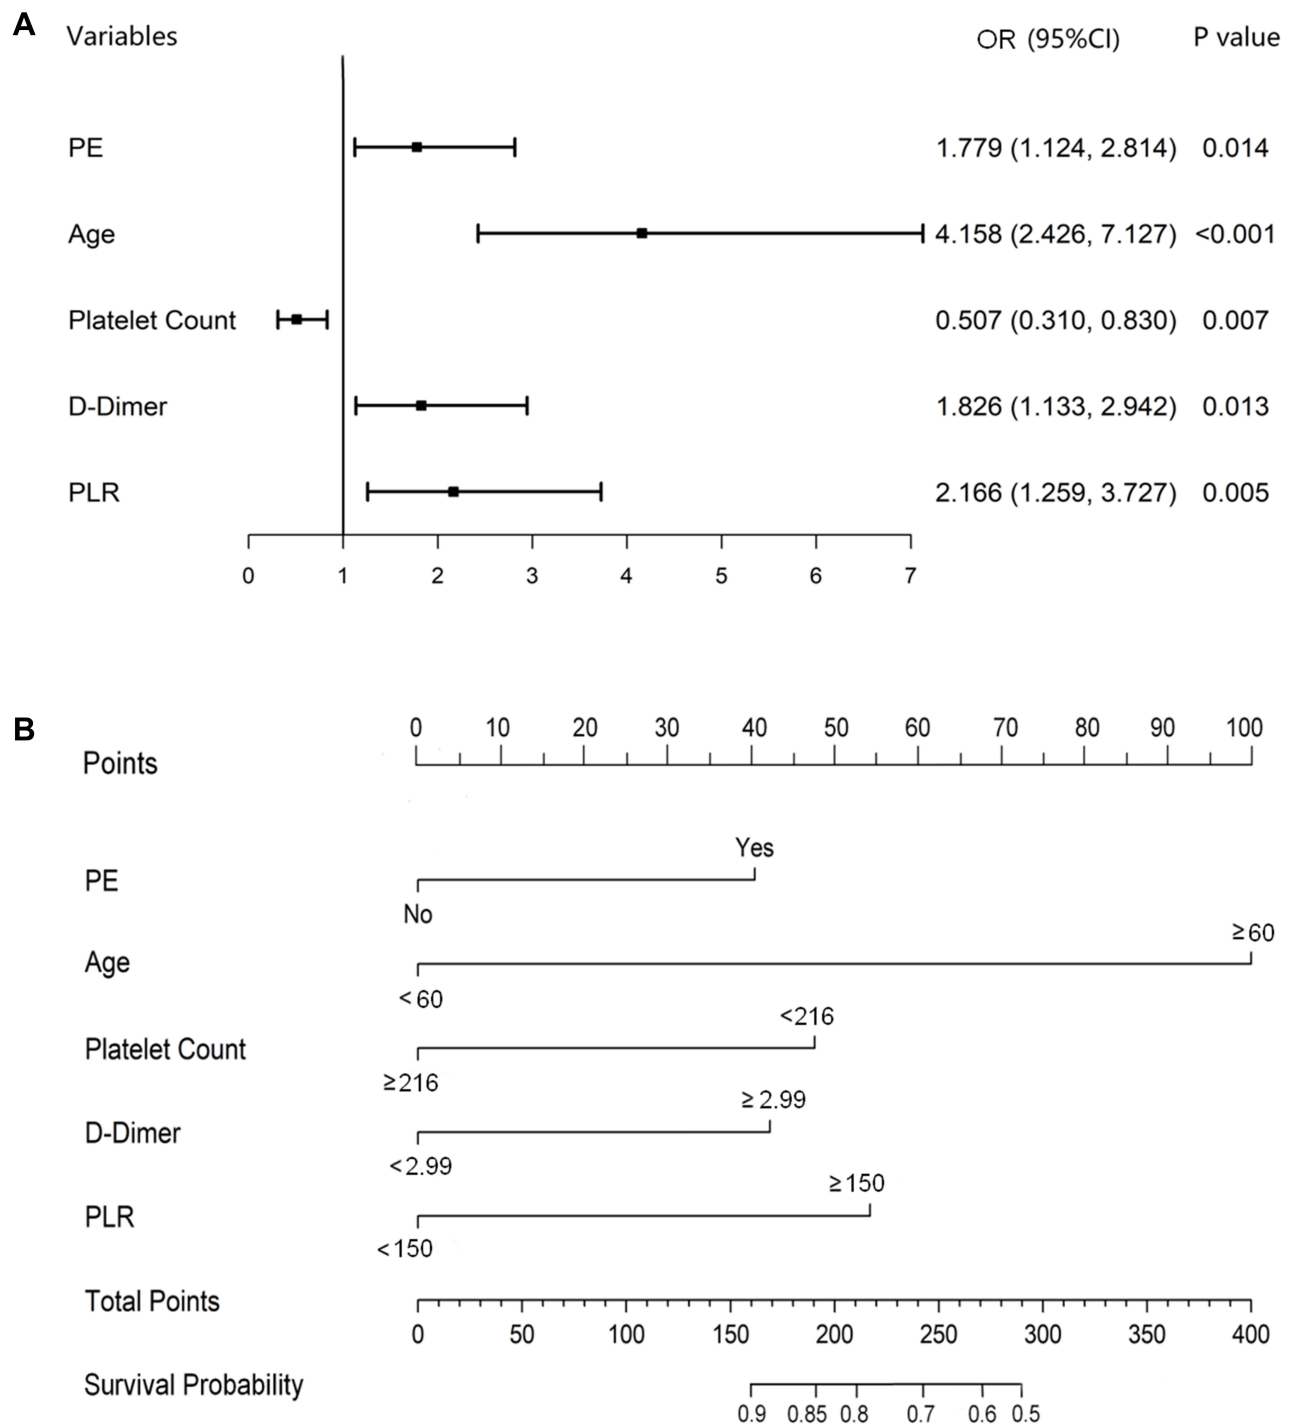 A
Variables OR (95%CI) P value
PE 1.779 (1.124, 2.814) 0.014
Age 4.158 (2.426, 7.127) <0.001
Platelet Count 0.507 (0.310, 0.830) 0.007
D-Dimer 1.826 (1.133, 2.942) 0.013
PLR 2.166 (1.259, 3.727) 0.005
0 1 2 3 4 5 6 7
B
0 10 20 30 40 50 60 70 80 90 100
Points
Yes
PE
No
≥60
Age
<60
<216
Platelet Count
≥216
≥2.99
D-Dimer
<2.99
≥150
PLR
<150
Total Points
0 50 100 150 200 250 300 350 400
Survival Probability
0.9 0.85 0.8 0.7 0.6 0.5